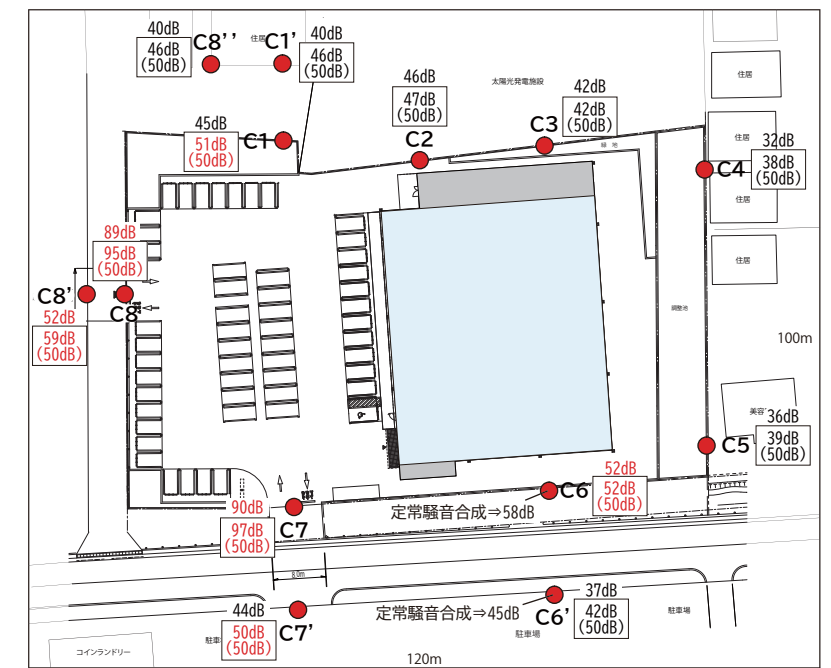 40dB
46dB
(50dB)
C8''
住居
C1'
40dB
46dB
(50dB)
46dB
47dB
(50dB)
C2
太陽光発電施設
42dB
42dB
(50dB)
C3
緑 地
住居
住居
32dB
38dB
(50dB)
C4
住居
住居
45dB
51dB
(50dB)
C1
89dB
95dB
(50dB)
C8'
C8
52dB
59dB
(50dB)
調整池
100m
美容
36dB
39dB
(50dB)
C5
52dB
52dB
(50dB)
C6
定常騒音合成⇒58dB
90dB
97dB
(50dB)
C7
8.0m
44dB
50dB
(50dB)
C7'
定常騒音合成⇒45dB
37dB
42dB
(50dB)
C6'
駐車
駐車場
駐車場
コインランドリー
120m